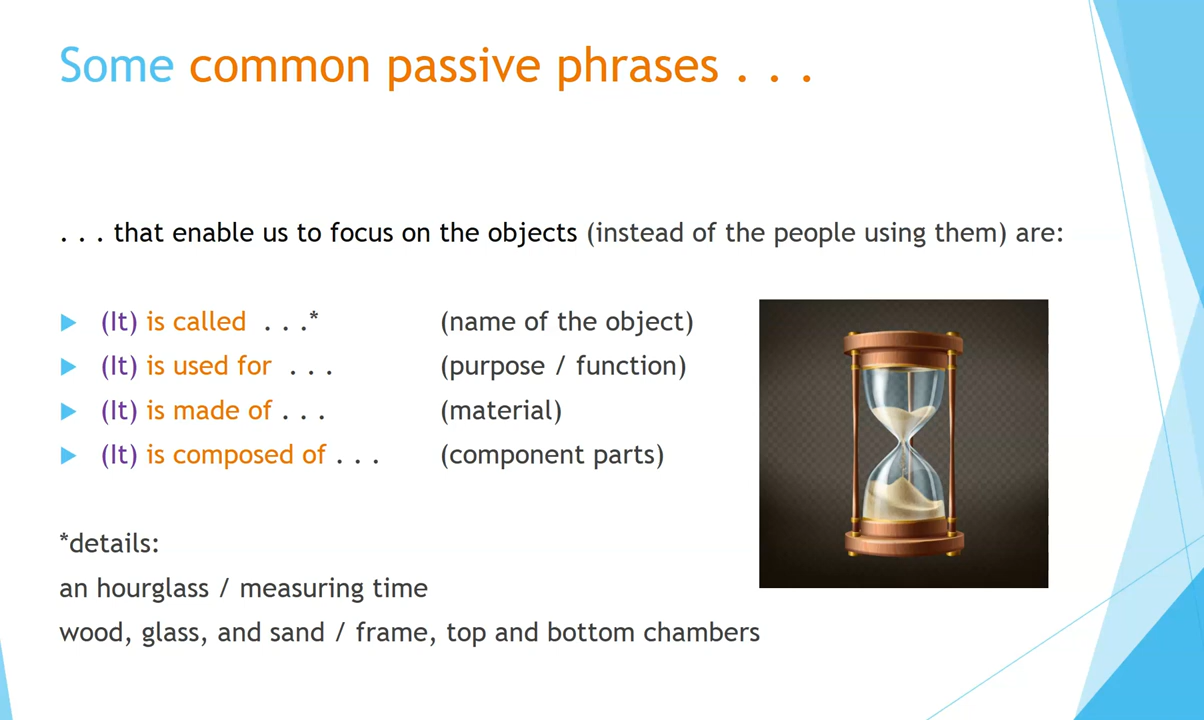 Some common passive phrases . . .
. . . that enable us to focus on the objects (instead of the people using them) are:
(It) is called . . .* (name of the object)
(It) is used for . . . (purpose / function)
(It) is made of . . . (material)
(It) is composed of . . . (component parts)
*details:
an hourglass / measuring time
wood, glass, and sand / frame, top and bottom chambers